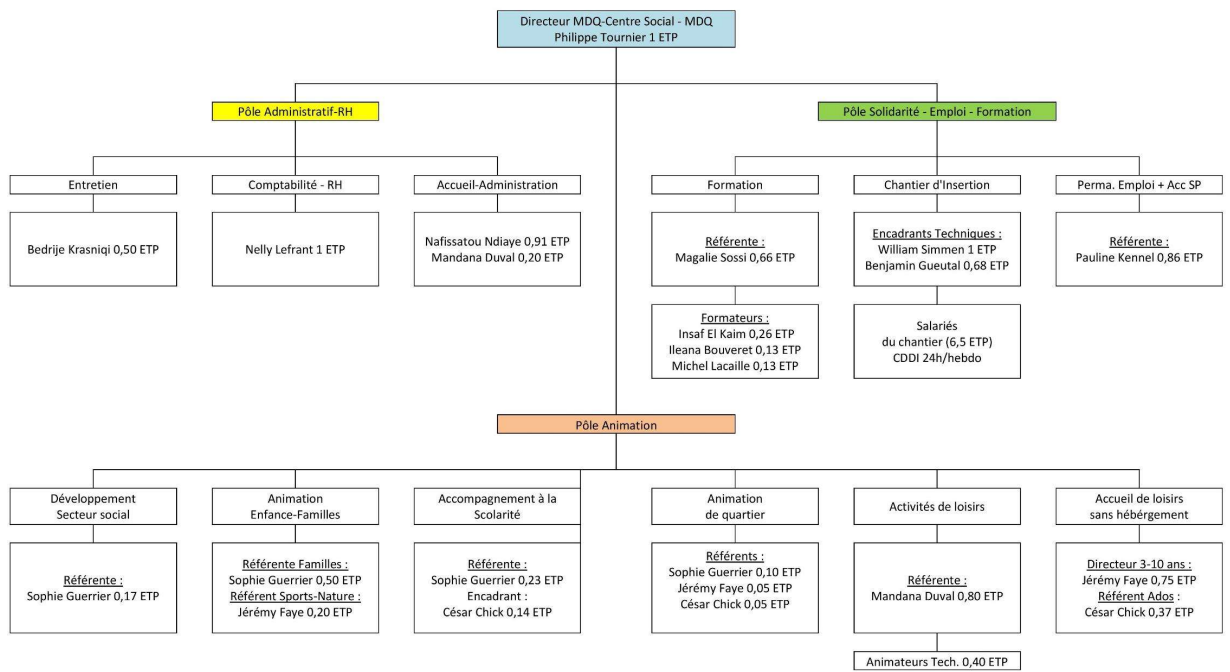 Directeur MDQ-Centre Social - MDQ
Philippe Tournier 1 ETP
Pôle Administratif-RH
Pôle Solidarité - Emploi - Formation
Entretien
Comptabilité - RH
Accueil-Administration
Formation
Chantier d'Insertion
Perma. Emploi + Acc SP
Bedrije Krasniqi 0,50 ETP
Nelly Lefrant 1 ETP
Nafissatou Ndiaye 0,91 ETP
Mandana Duval 0,20 ETP
Référente :
Magalie Sossi 0,66 ETP
Encadrants Techniques :
William Simmen 1 ETP
Benjamin Gueutal 0,68 ETP
Référente :
Pauline Kennel 0,86 ETP
Formateurs :
Insaf El Kaim 0,26 ETP
Ileana Bouveret 0,13 ETP
Michel Lacaille 0,13 ETP
Salariés
du chantier (6,5 ETP)
CDDI 24h/hebdo
Pôle Animation
Développement
Secteur social
Animation
Enfance-Familles
Accompagnement à la
Scolarité
Animation
de quartier
Activités de loisirs
Accueil de loisirs
sans hébérgement
Référente :
Sophie Guerrier 0,17 ETP
Référente Familles :
Sophie Guerrier 0,50 ETP
Référent Sports-Nature :
Jérémy Faye 0,20 ETP
Référente :
Sophie Guerrier 0,23 ETP
Encadrant :
César Chick 0,14 ETP
Référents :
Sophie Guerrier 0,10 ETP
Jérémy Faye 0,05 ETP
César Chick 0,05 ETP
Référente :
Mandana Duval 0,80 ETP
Directeur 3-10 ans :
Jérémy Faye 0,75 ETP
Référent Ados :
César Chick 0,37 ETP
Animateurs Tech. 0,40 ETP